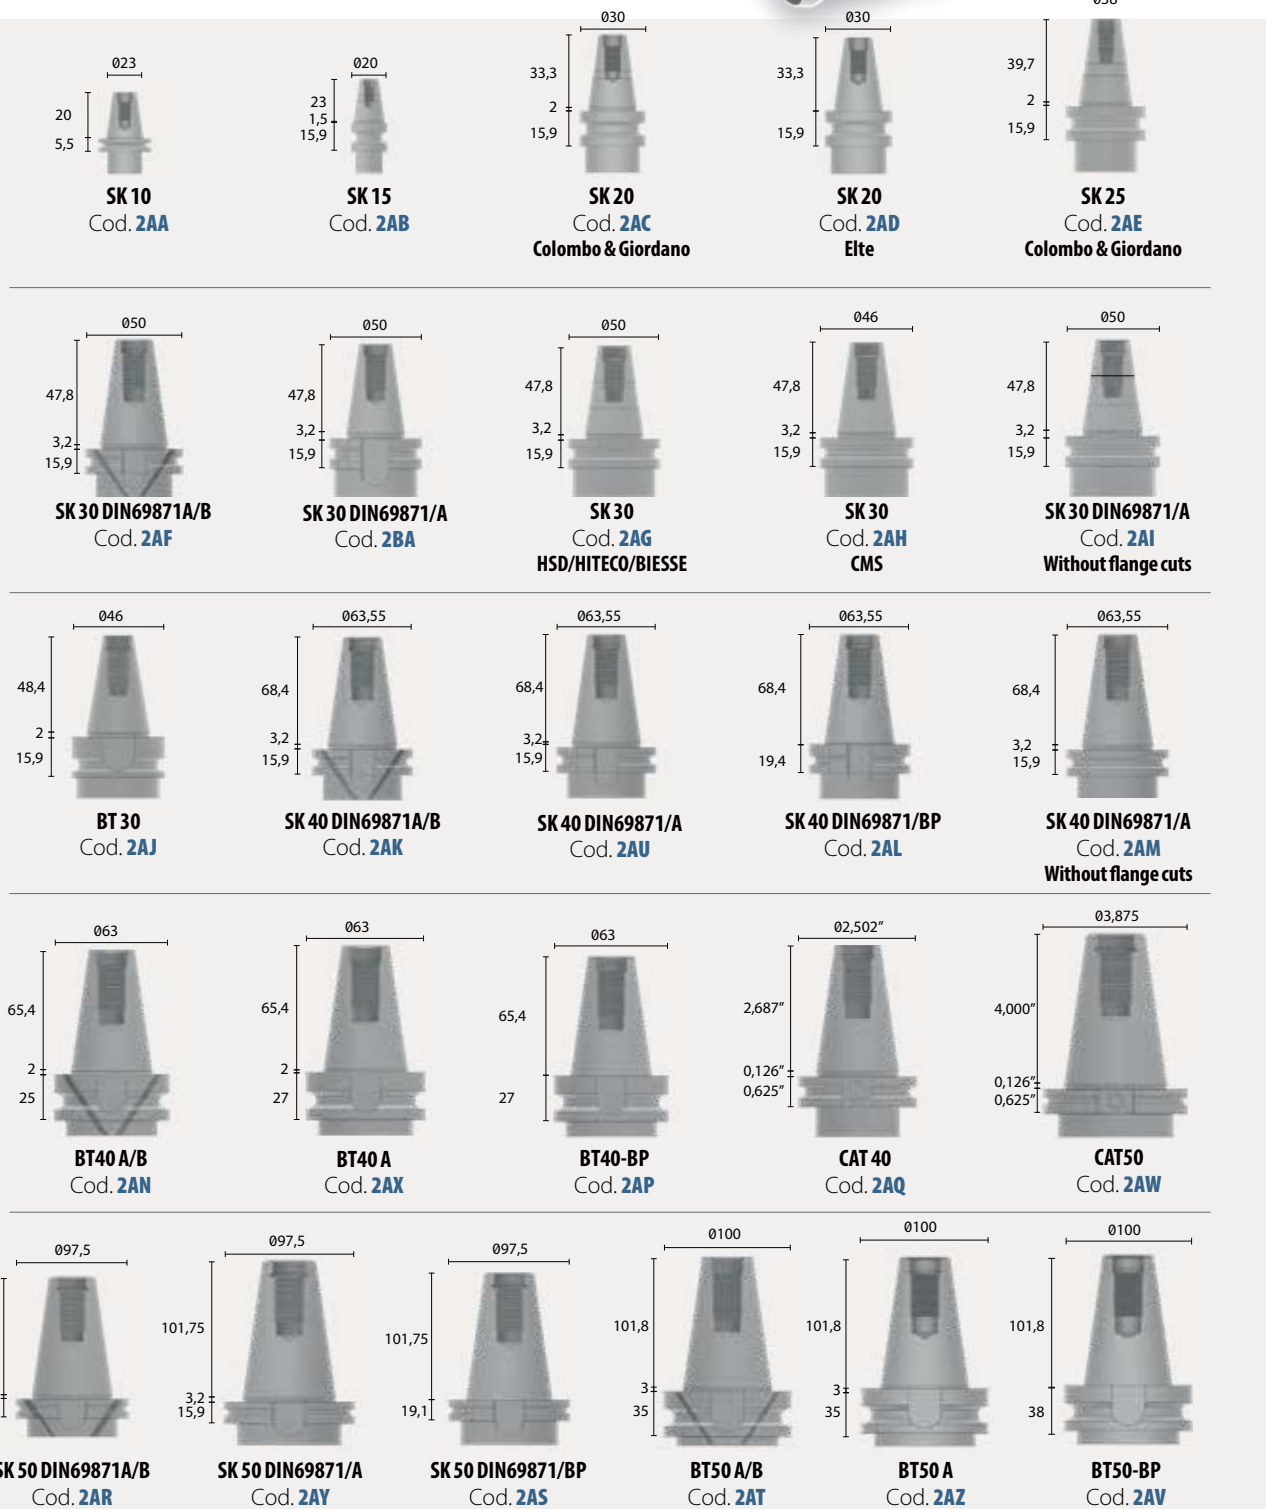 Ø23
20
5,5
SK 10
Cod. 2AA
Ø20
23
1,5
15,9
SK 15
Cod. 2AB
Ø30
33,3
2
15,9
SK 20
Cod. 2AC
Colombo & Giordano
Ø30
33,3
15,9
SK 20
Cod. 2AD
Elte
39,7
2
15,9
SK 25
Cod. 2AE
Colombo & Giordano
Ø50
47,8
3,2
15,9
SK 30 DIN69871A/B
Cod. 2AF
Ø50
47,8
3,2
15,9
SK 30 DIN69871/A
Cod. 2BA
Ø50
47,8
3,2
15,9
SK 30
Cod. 2AG
HSD/HITECO/BIESSE
Ø46
47,8
3,2
15,9
SK 30
Cod. 2AH
CMS
Ø50
47,8
3,2
15,9
SK 30 DIN69871/A
Cod. 2AI
Without flange cuts
Ø46
48,4
2
15,9
BT 30
Cod. 2AJ
Ø63,55
68,4
3,2
15,9
SK 40 DIN69871A/B
Cod. 2AK
Ø63,55
68,4
3,2
15,9
SK 40 DIN69871/A
Cod. 2AU
Ø63,55
68,4
19,4
SK 40 DIN69871/BP
Cod. 2AL
Ø63,55
68,4
3,2
15,9
SK 40 DIN69871/A
Cod. 2AM
Without flange cuts
Ø63
65,4
2
25
BT40 A/B
Cod. 2AN
Ø63
65,4
2
27
BT40 A
Cod. 2AX
Ø63
65,4
27
BT40-BP
Cod. 2AP
Ø2,502”
2,687”
0,126”
0,625”
CAT 40
Cod. 2AQ
Ø3,875
4,000”
0,126”
0,625”
CAT50
Cod. 2AW
Ø97,5
SK 50 DIN69871A/B
Cod. 2AR
Ø97,5
101,75
3,2
15,9
SK 50 DIN69871/A
Cod. 2AY
Ø97,5
101,75
19,1
SK 50 DIN69871/BP
Cod. 2AS
Ø100
101,8
3
35
BT50 A/B
Cod. 2AT
Ø100
101,8
3
35
BT50 A
Cod. 2AZ
Ø100
101,8
38
BT50-BP
Cod. 2AV